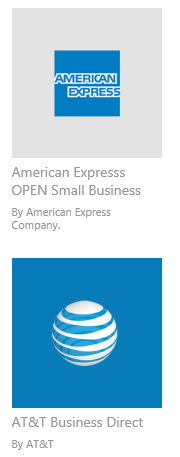 AMERICAN
EXPRESS
American Expresss
OPEN Small Business
By American Express
Company.
AT&T Business Direct
By AT&T